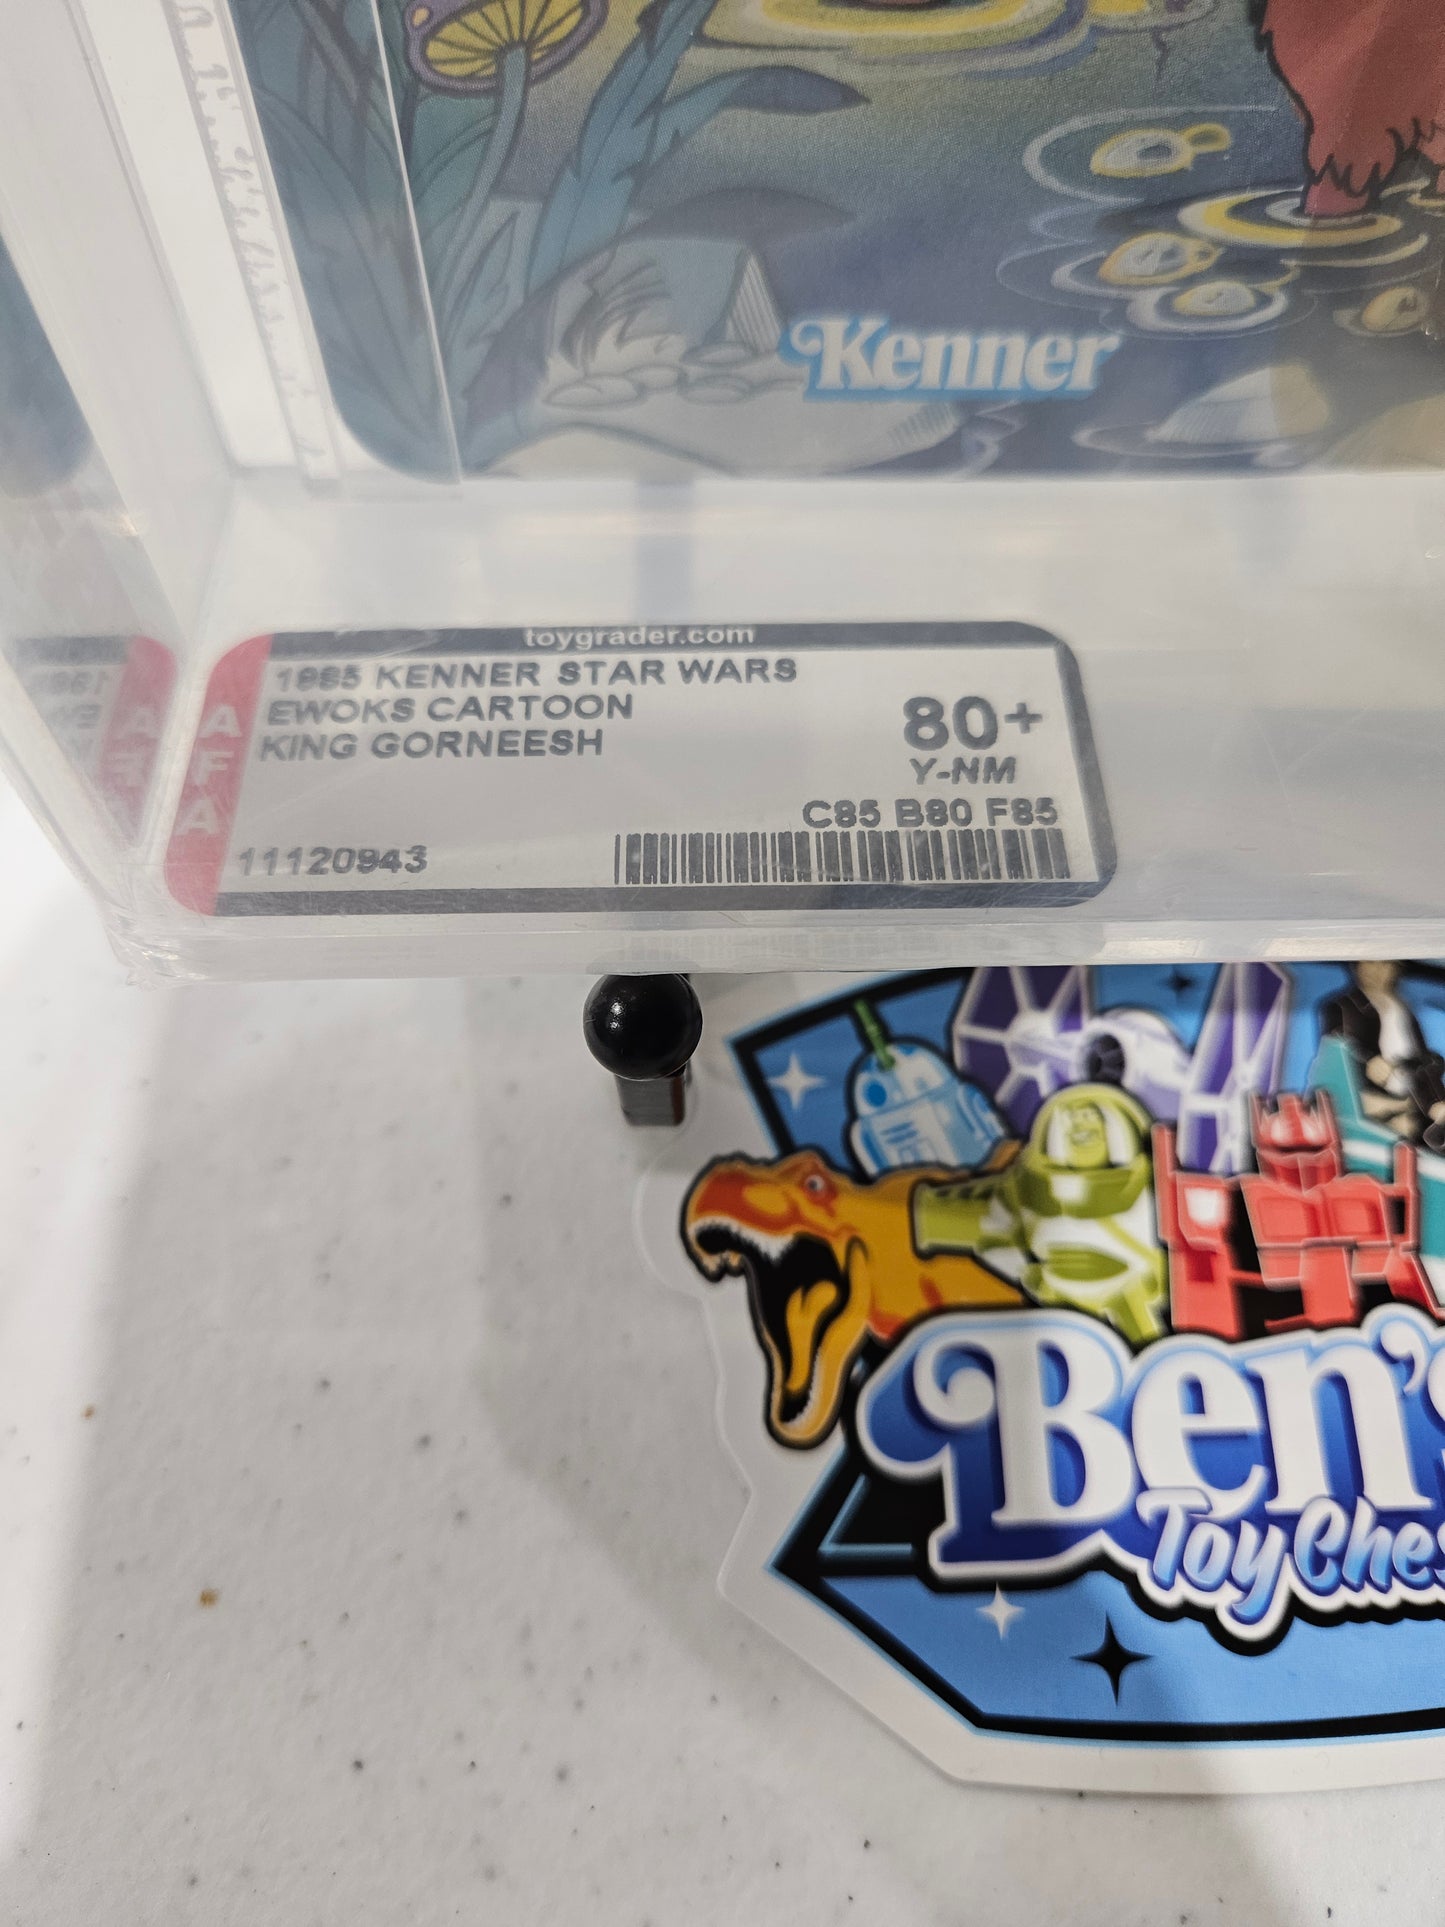 Kenner
toygrader.com
1985 KENNER STAR WARS
EWOKS CARTOON
KING GORNEESH
80+
Y-NM
C85 B80 F85
11120943
AFA
Ben's
Toy Ches